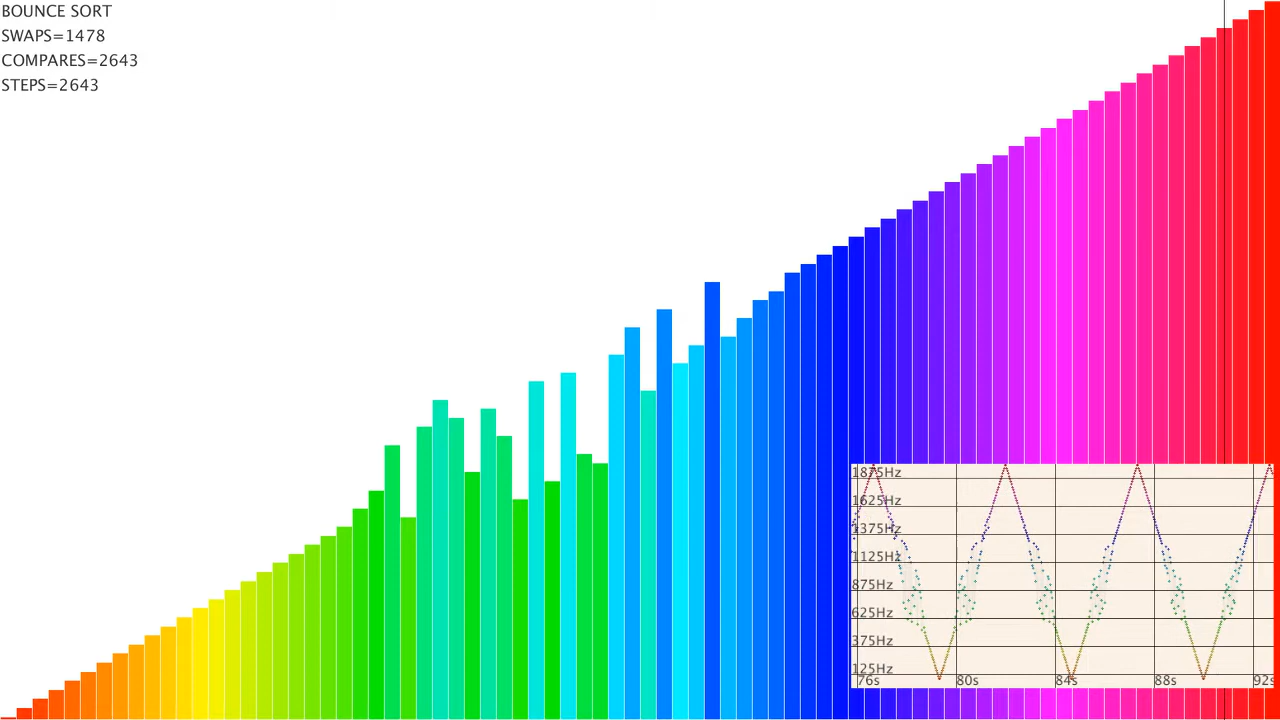 BOUNCE SORT
SWAPS=1478
COMPARES=2643
STEPS=2643
1875Hz
1625Hz
1375Hz
1125Hz
875Hz
625Hz
375Hz
125Hz
76s 80s 84s 88s 92s